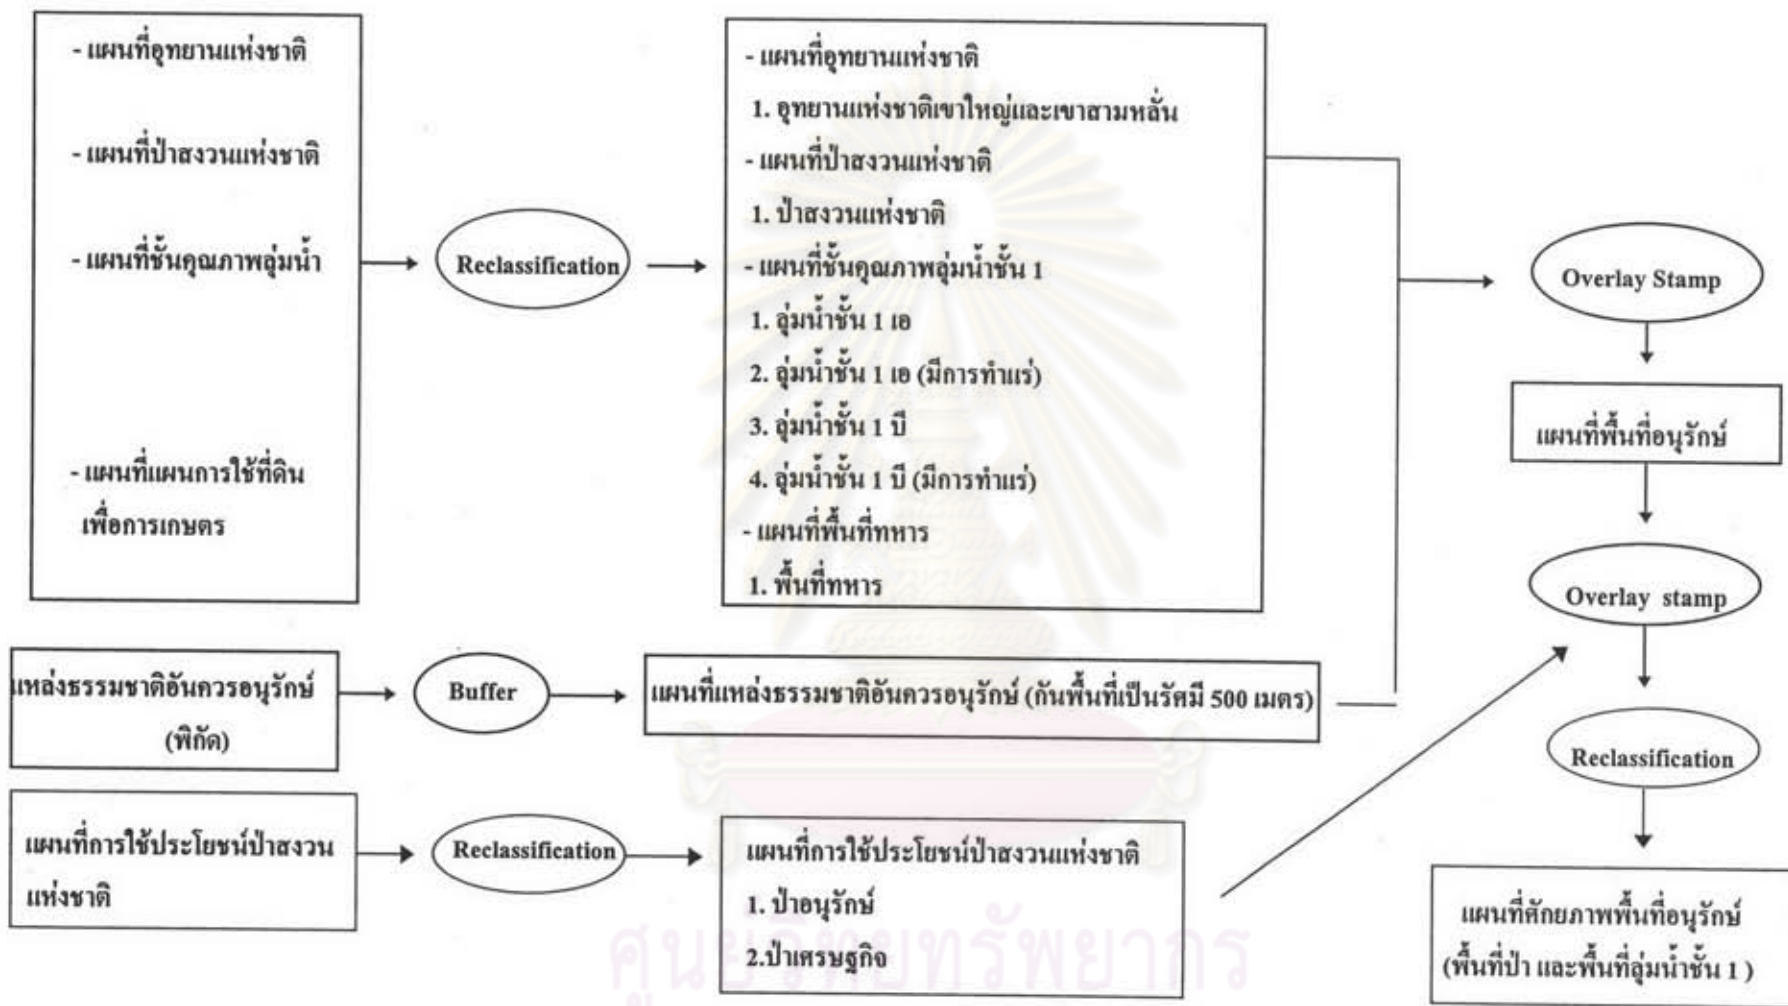 - แผนที่อุทยานแห่งชาติ
- แผนที่ป่าสงวนแห่งชาติ
- แผนที่ชั้นคุณภาพลุ่มน้ำ
- แผนที่แผนการใช้ที่ดิน
เพื่อการเกษตร
Reclassification
- แผนที่อุทยานแห่งชาติ
1. อุทยานแห่งชาติเขาใหญ่และเขาสามหลั่น
- แผนที่ป่าสงวนแห่งชาติ
1. ป่าสงวนแห่งชาติ
- แผนที่ชั้นคุณภาพลุ่มน้ำชั้น 1
1. ลุ่มน้ำชั้น 1 เอ
2. ลุ่มน้ำชั้น 1 เอ (มีการทำแร่)
3. ลุ่มน้ำชั้น 1 บี
4. ลุ่มน้ำชั้น 1 บี (มีการทำแร่)
- แผนที่พื้นที่ทหาร
1. พื้นที่ทหาร
แหล่งธรรมชาติอันควรอนุรักษ์
(พิกัด)
Buffer
แผนที่แหล่งธรรมชาติอันควรอนุรักษ์ (กันพื้นที่เป็นรัศมี 500 เมตร)
แผนที่การใช้ประโยชน์ป่าสงวน
แห่งชาติ
Reclassification
แผนที่การใช้ประโยชน์ป่าสงวนแห่งชาติ
1. ป่าอนุรักษ์
2.ป่าเศรษฐกิจ
Overlay Stamp
แผนที่พื้นที่อนุรักษ์
Overlay stamp
Reclassification
แผนที่ศักยภาพพื้นที่อนุรักษ์
(พื้นที่ป่า และพื้นที่ลุ่มน้ำชั้น 1 )
ศูนย์วิทยทรัพยากร